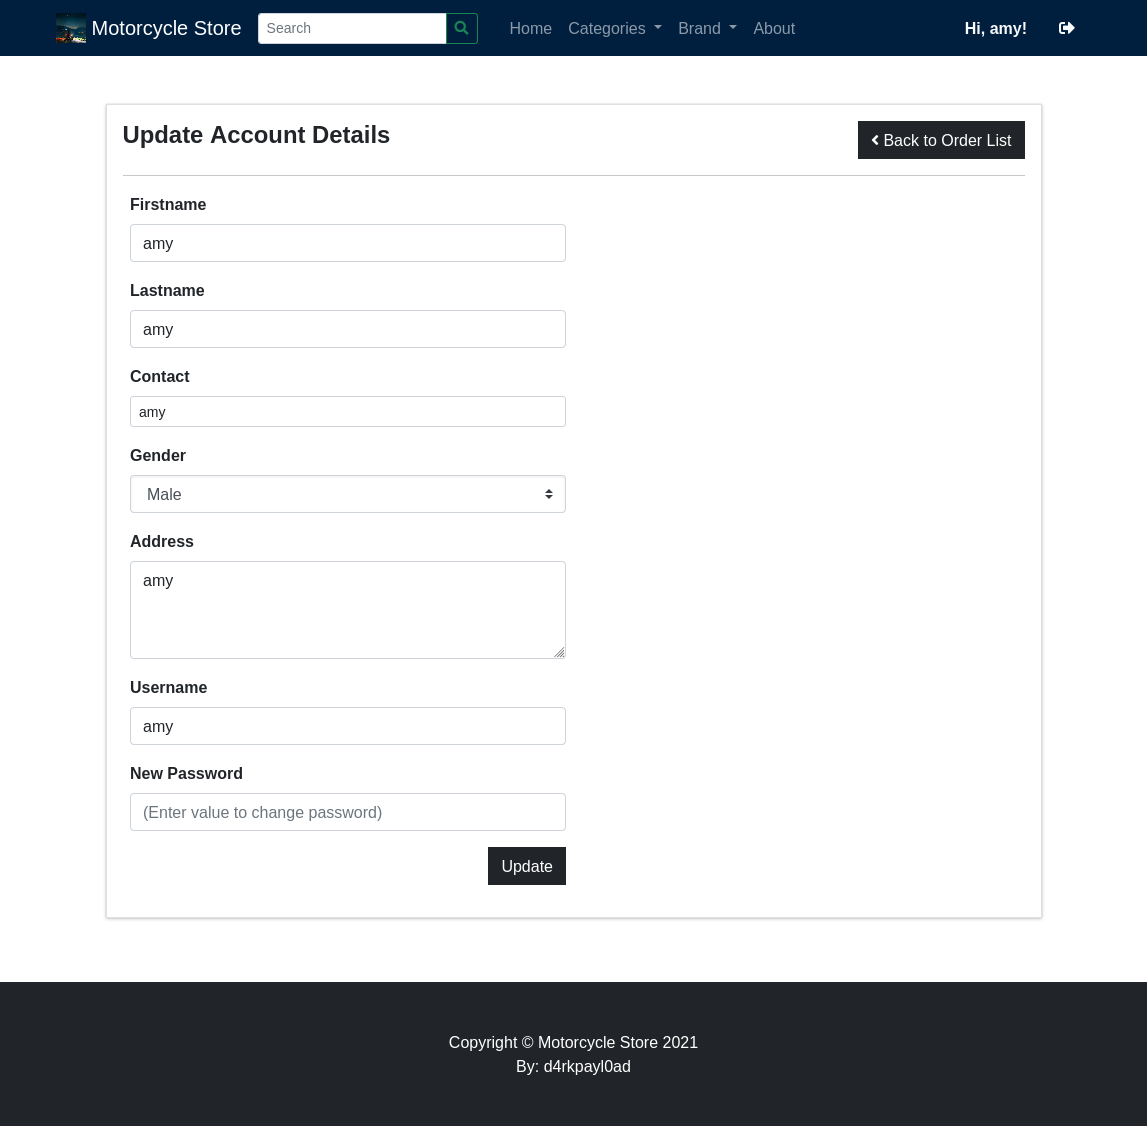 Motorcycle Store
Search
Home
Categories
Brand
About
Hi, amy!
Update Account Details
Back to Order List
Firstname
amy
Lastname
amy
Contact
amy
Gender
Male
Address
amy
Username
amy
New Password
(Enter value to change password)
Update
Copyright © Motorcycle Store 2021
By: d4rkpayl0ad